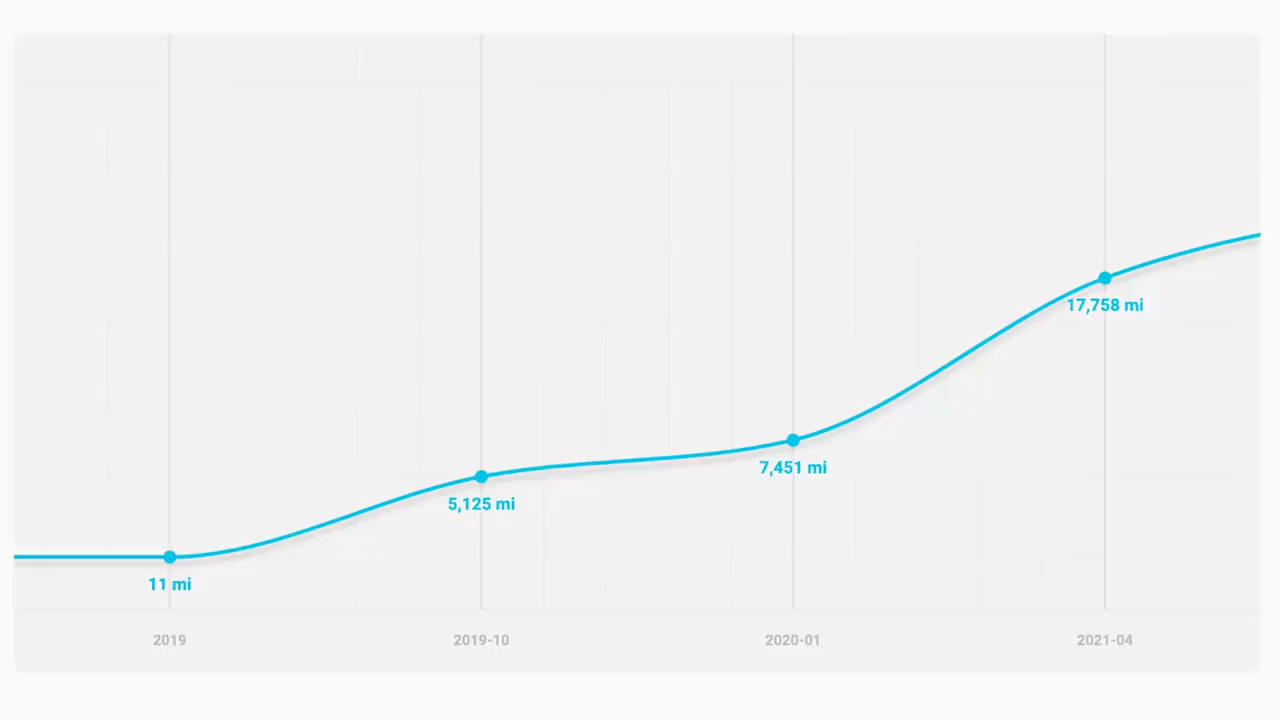 17,758 mi
7,451 mi
5,125 mi
11 mi
2019
2019-10
2020-01
2021-04